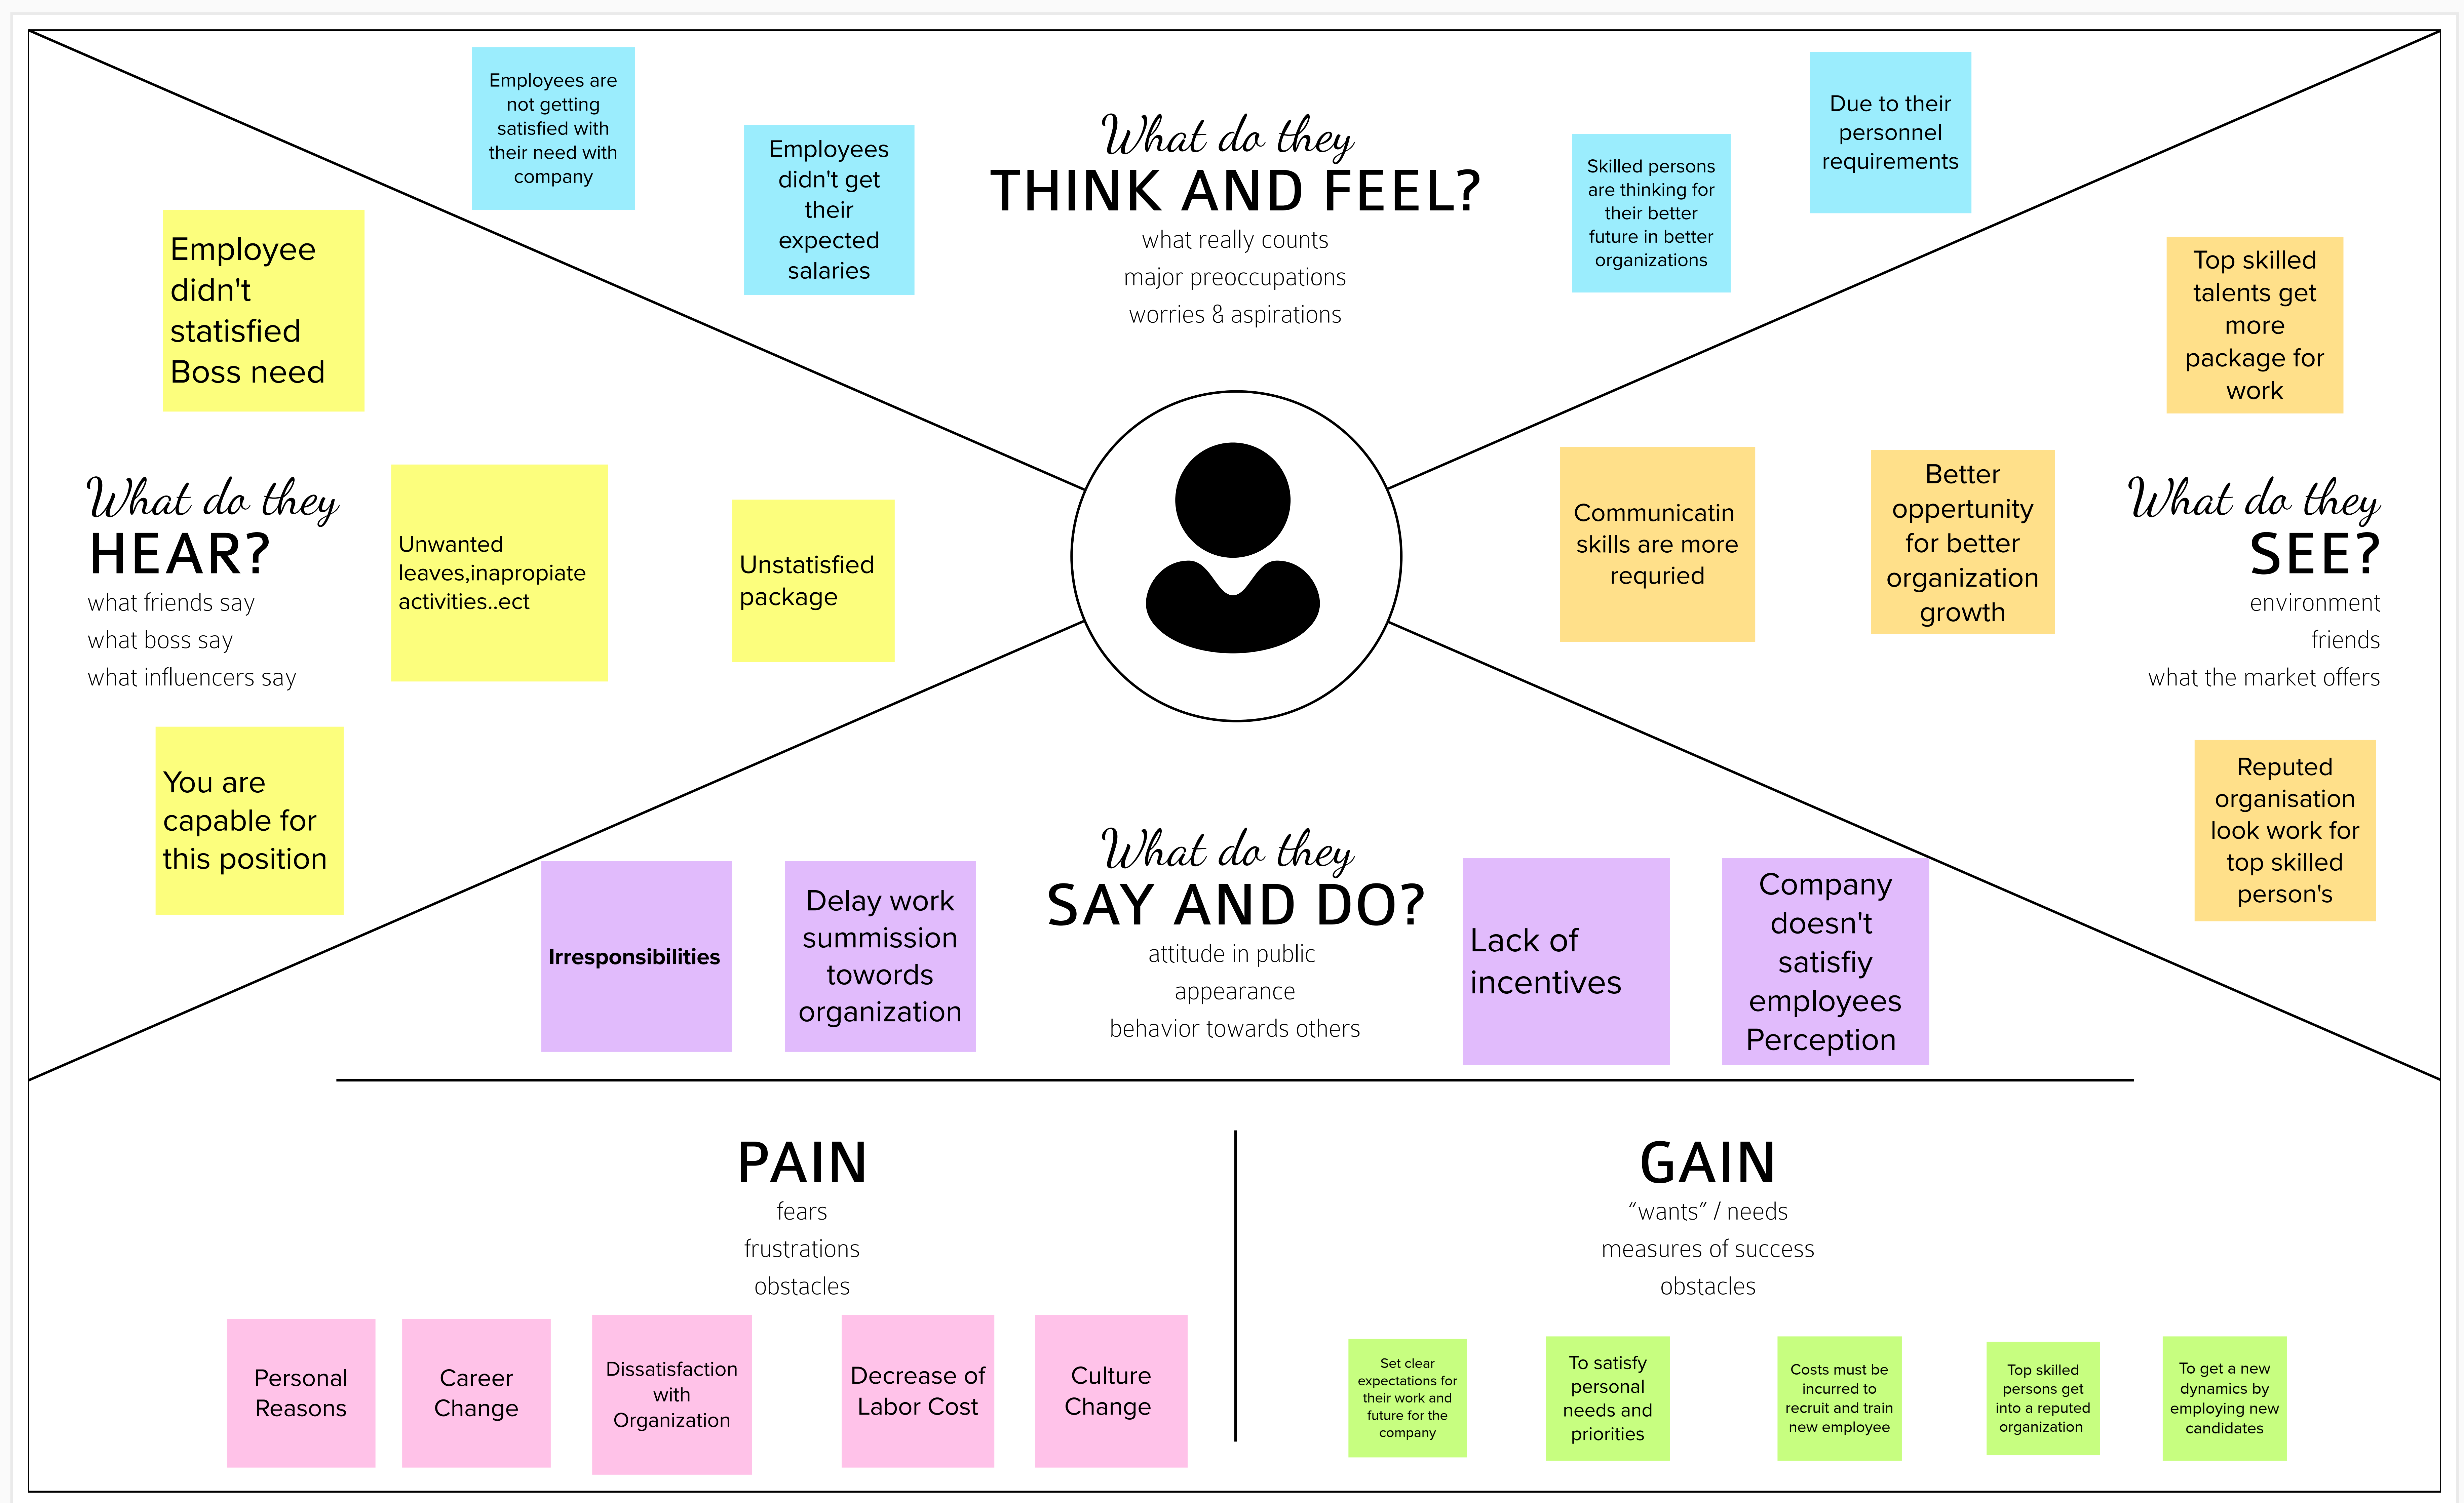 Employees are
not getting
satisfied with
their need with
company
Employees
didn't get
their
expected
salaries
What do they
THINK AND FEEL?
what really counts
major preoccupations
worries & aspirations
Skilled persons
are thinking for
their better
future in better
organizations
Due to their
personnel
requirements
Employee
didn't
statisfied
Boss need
What do they
HEAR?
what friends say
what boss say
what influencers say
Unwanted
leaves,inapropiate
activities..ect
Unstatisfied
package
You are
capable for
this position
Top skilled
talents get
more
package for
work
Communicatin
skills are more
requried
Better
oppertunity
for better
organization
growth
What do they
SEE?
environment
friends
what the market offers
Reputed
organisation
look work for
top skilled
person's
Irresponsibilities
Delay work
summission
towords
organization
What do they
SAY AND DO?
attitude in public
appearance
behavior towards others
Lack of
incentives
Company
doesn't
satisfiy
employees
Perception
PAIN
fears
frustrations
obstacles
Personal
Reasons
Career
Change
Dissatisfaction
with
Organization
Decrease of
Labor Cost
Culture
Change
GAIN
“wants” / needs
measures of success
obstacles
Set clear
expectations for
their work and
future for the
company
To satisfy
personal
needs and
priorities
Costs must be
incurred to
recruit and train
new employee
Top skilled
persons get
into a reputed
organization
To get a new
dynamics by
employing new
candidates